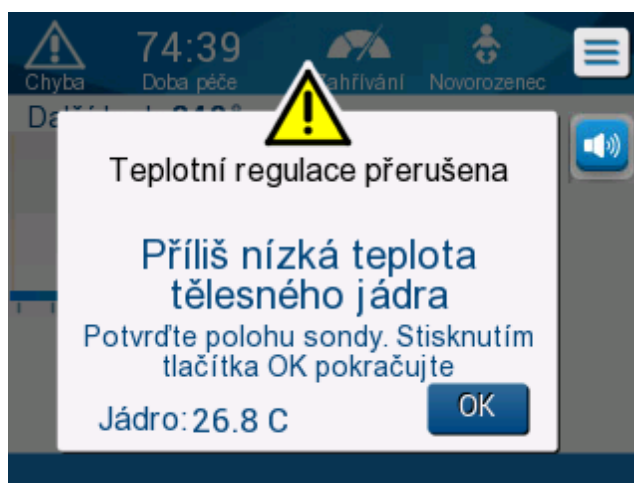 Chyba
74:39
Doba péče
Zahřívání
Novorozenec
Teplotní regulace přerušena
Příliš nízká teplota
tělesného jádra
Potvrďte polohu sondy. Stisknutím
tlačítka OK pokračujte
Jádro: 26.8 C
OK